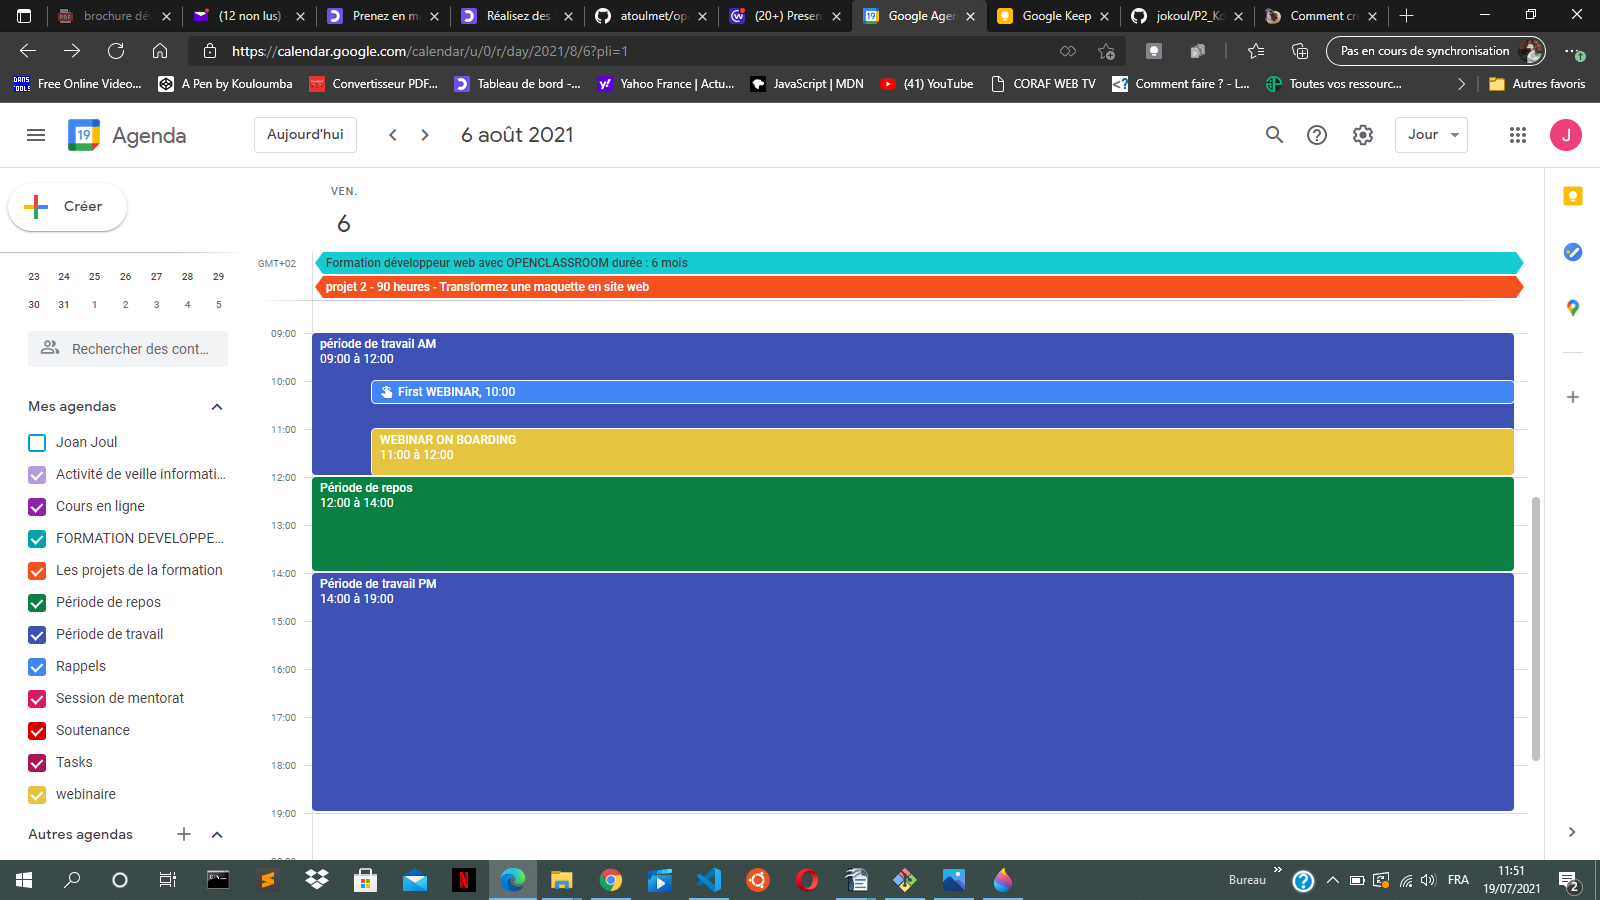 brochure dév
(12 non lus)
Prenez en ma
Réalisez des
atoulmet/op
(20+) Presen
Google Agen
Google Keep
jokoul/P2_Ko
Comment cr
https://calendar.google.com/calendar/u/0/r/day/2021/8/6?pli=1
Pas en cours de synchronisation
DANS TOOLS
Free Online Video...
A Pen by Kouloumba
Convertisseur PDF...
Tableau de bord -...
Yahoo France | Actu...
JavaScript | MDN
(41) YouTube
CORAF WEB TV
Comment faire ? - L...
Toutes vos ressourc...
Autres favoris
19
Agenda
Aujourd'hui
6 août 2021
Jour
J
Créer
VEN.
6
GMT+02
Formation développeur web avec OPENCLASSROOM durée : 6 mois
projet 2 - 90 heures - Transformez une maquette en site web
23 24 25 26 27 28 29
30 31 1 2 3 4 5
Rechercher des cont...
Mes agendas
Joan Joul
Activité de veille informati...
Cours en ligne
FORMATION DEVELOPPE...
Les projets de la formation
Période de repos
Période de travail
Rappels
Session de mentorat
Soutenance
Tasks
webinaire
Autres agendas
09:00
10:00
11:00
12:00
13:00
14:00
15:00
16:00
17:00
18:00
19:00
période de travail AM
09:00 à 12:00
First WEBINAR, 10:00
WEBINAR ON BOARDING
11:00 à 12:00
Période de repos
12:00 à 14:00
Période de travail PM
14:00 à 19:00
Bureau
FRA
11:51
19/07/2021
2